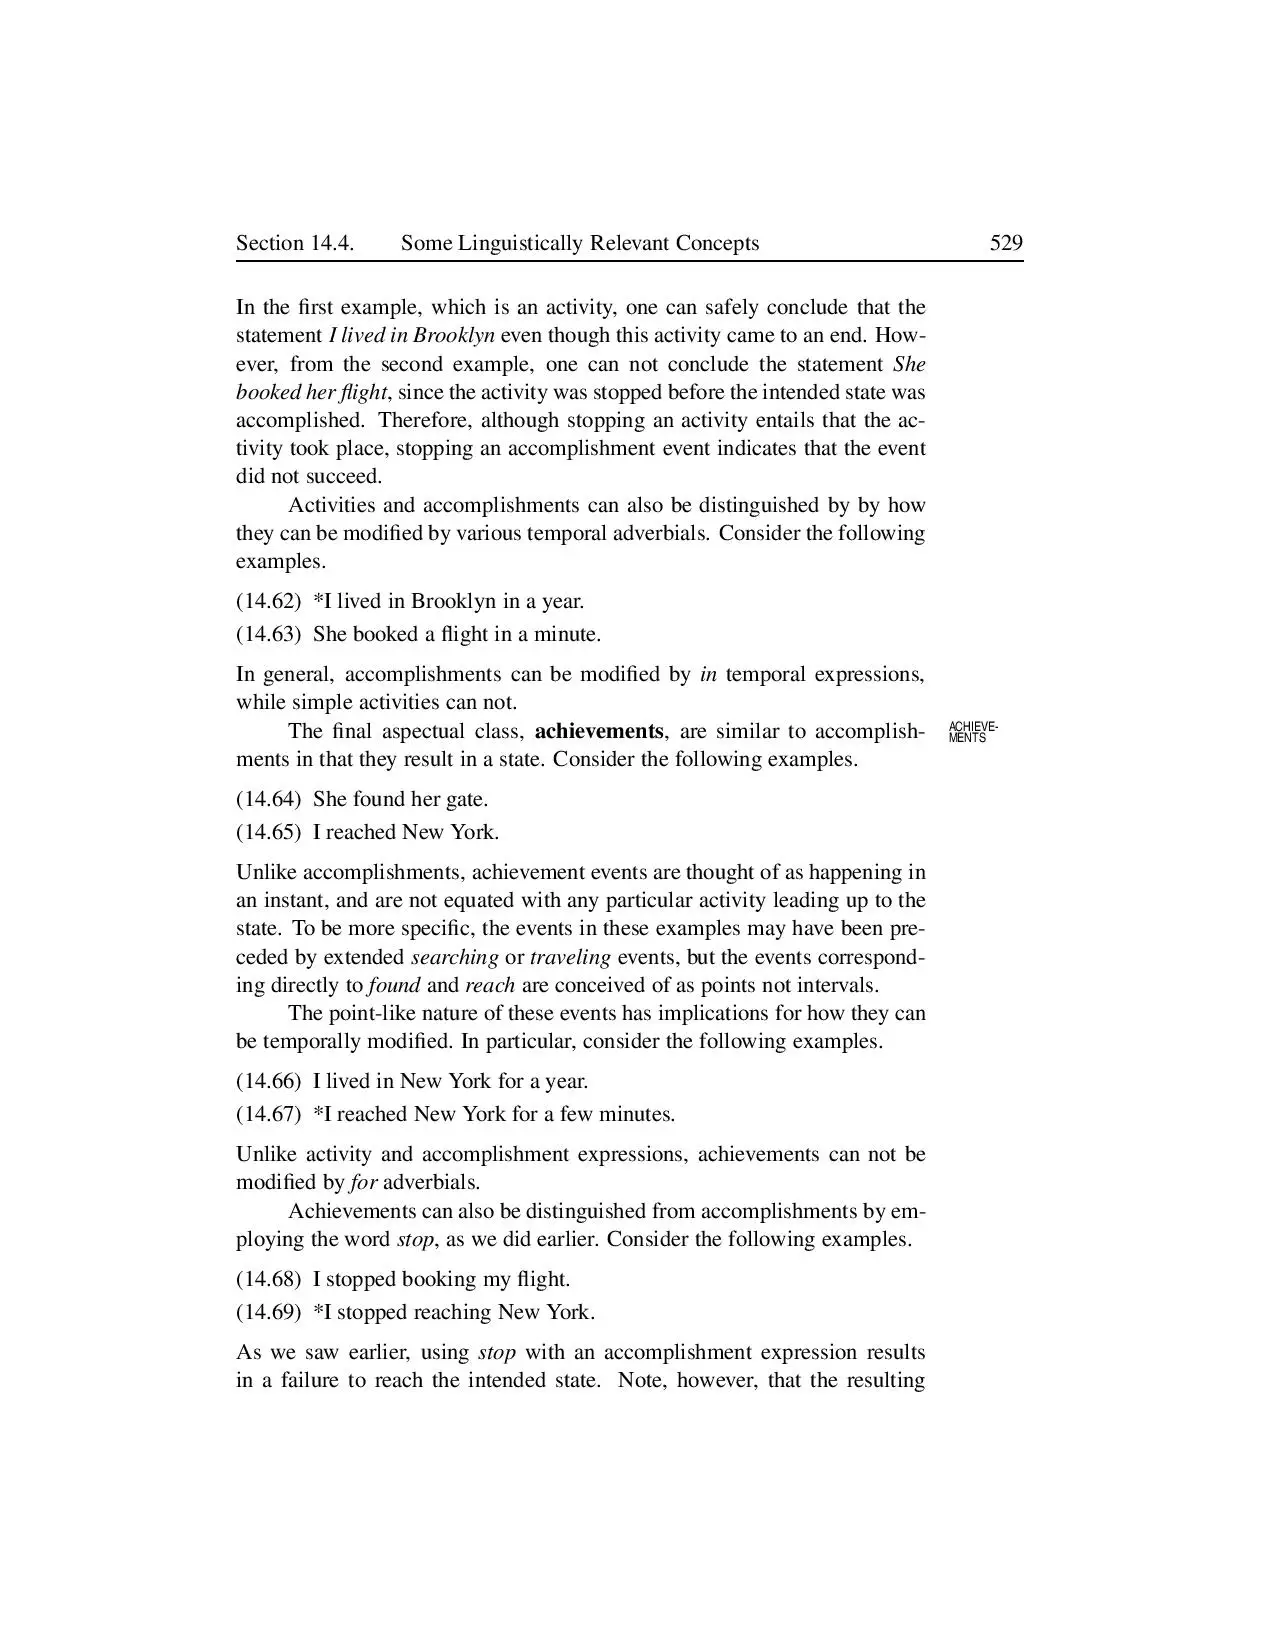 Section 14.4. Some Linguistically Relevant Concepts 529
In the first example, which is an activity, one can safely conclude that the
statement I lived in Brooklyn even though this activity came to an end. How-
ever, from the second example, one can not conclude the statement She
booked her flight, since the activity was stopped before the intended state was
accomplished. Therefore, although stopping an activity entails that the ac-
tivity took place, stopping an accomplishment event indicates that the event
did not succeed.
Activities and accomplishments can also be distinguished by by how
they can be modified by various temporal adverbials. Consider the following
examples.
(14.62) *I lived in Brooklyn in a year.
(14.63) She booked a flight in a minute.
In general, accomplishments can be modified by in temporal expressions,
while simple activities can not.
The final aspectual class, achievements, are similar to accomplish-
ments in that they result in a state. Consider the following examples.
ACHIEVE-
MENTS
(14.64) She found her gate.
(14.65) I reached New York.
Unlike accomplishments, achievement events are thought of as happening in
an instant, and are not equated with any particular activity leading up to the
state. To be more specific, the events in these examples may have been pre-
ceded by extended searching or traveling events, but the events correspond-
ing directly to found and reach are conceived of as points not intervals.
The point-like nature of these events has implications for how they can
be temporally modified. In particular, consider the following examples.
(14.66) I lived in New York for a year.
(14.67) *I reached New York for a few minutes.
Unlike activity and accomplishment expressions, achievements can not be
modified by for adverbials.
Achievements can also be distinguished from accomplishments by em-
ploying the word stop, as we did earlier. Consider the following examples.
(14.68) I stopped booking my flight.
(14.69) *I stopped reaching New York.
As we saw earlier, using stop with an accomplishment expression results
in a failure to reach the intended state. Note, however, that the resulting